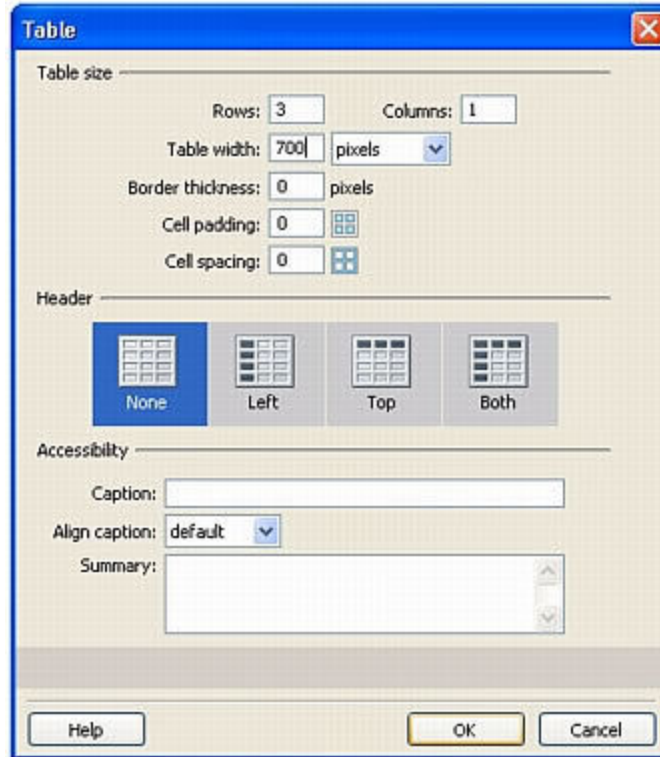 Table
Table size
Rows: 3 Columns: 1
Table width: 700 pixels
Border thickness: 0 pixels
Cell padding: 0
Cell spacing: 0
Header
None Left Top Both
Accessibility
Caption:
Align caption: default
Summary:
Help OK Cancel